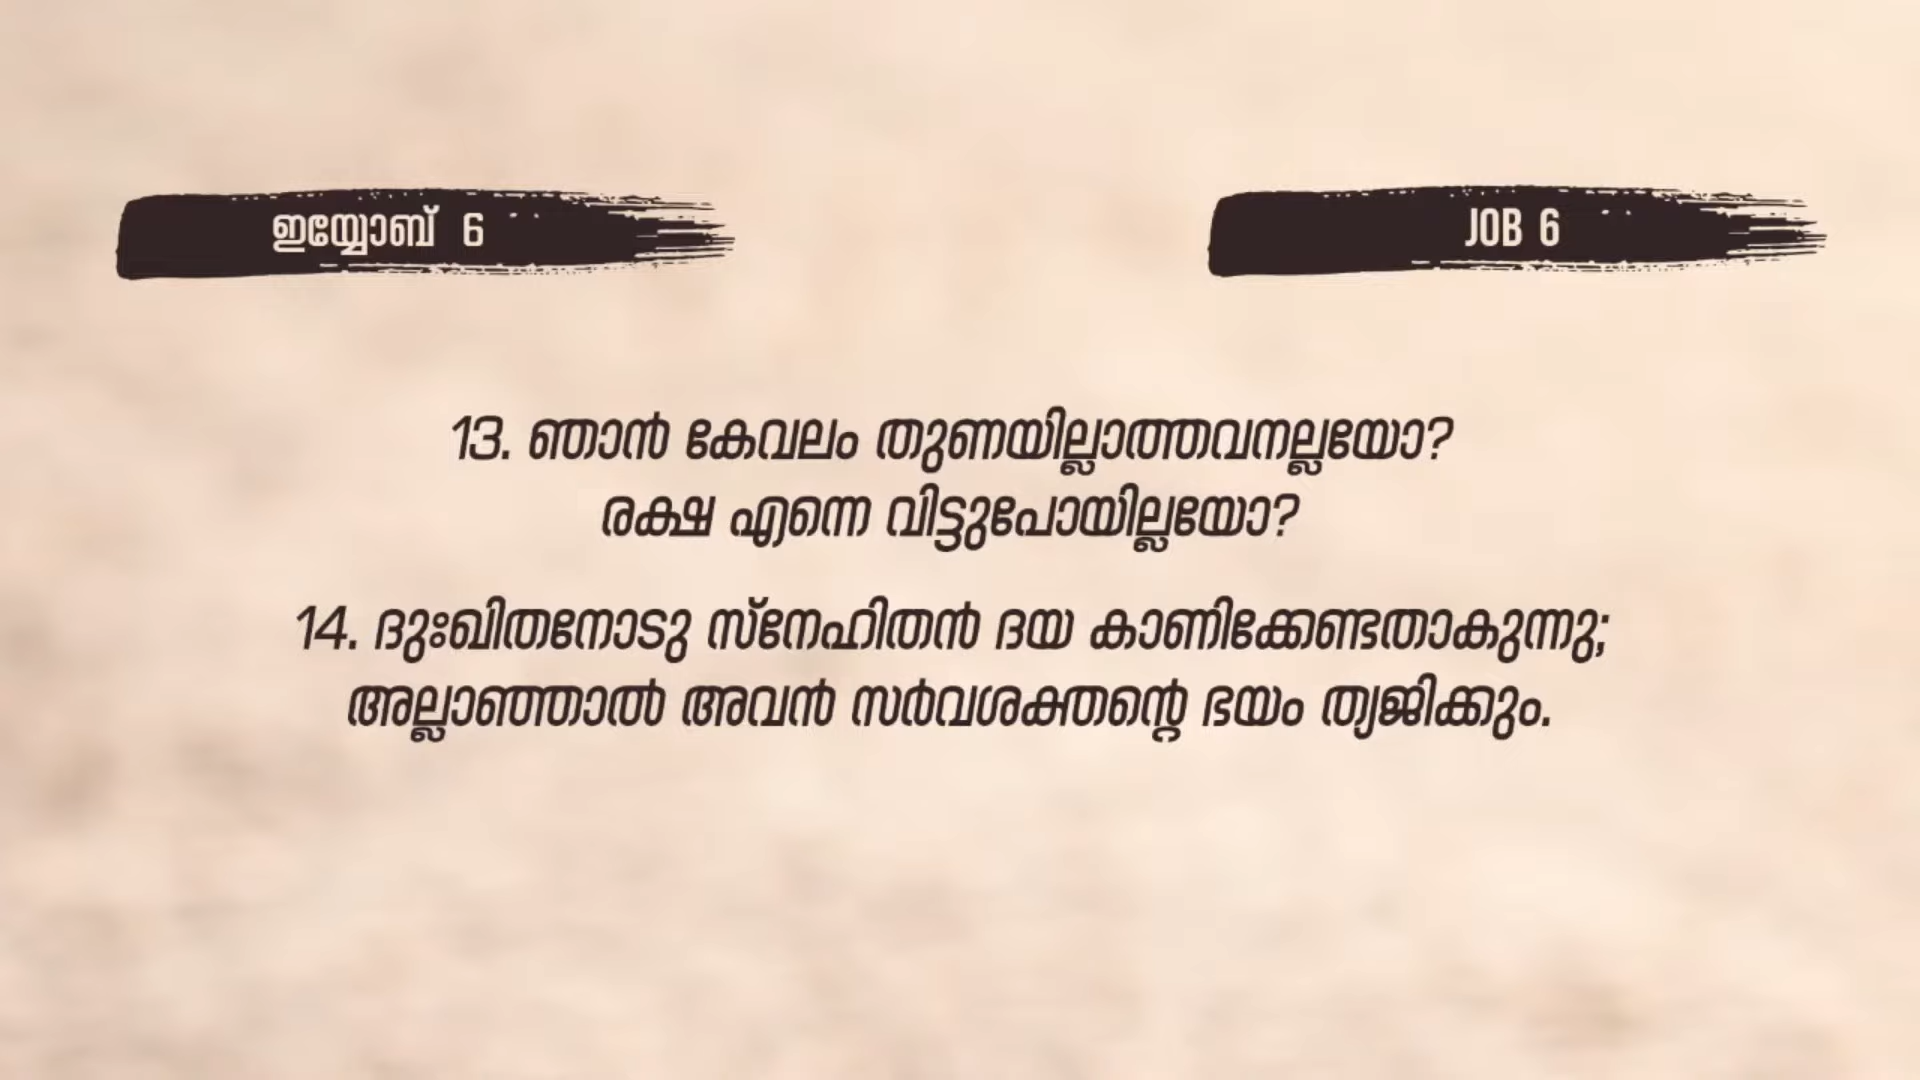 ഇയ്യോബ് 6
JOB 6
13. ഞാൻ കേവലം തുണയില്ലാത്തവനല്ലയോ?
രക്ഷ എന്നെ വിട്ടുപോയില്ലയോ?
14. ദുഃഖിതനോടു സ്നേഹിതൻ ദയ കാണിക്കേണ്ടതാകുന്നു;
അല്ലാഞ്ഞാൽ അവൻ സർവശക്തന്റെ ഭയം ത്യജിക്കും.